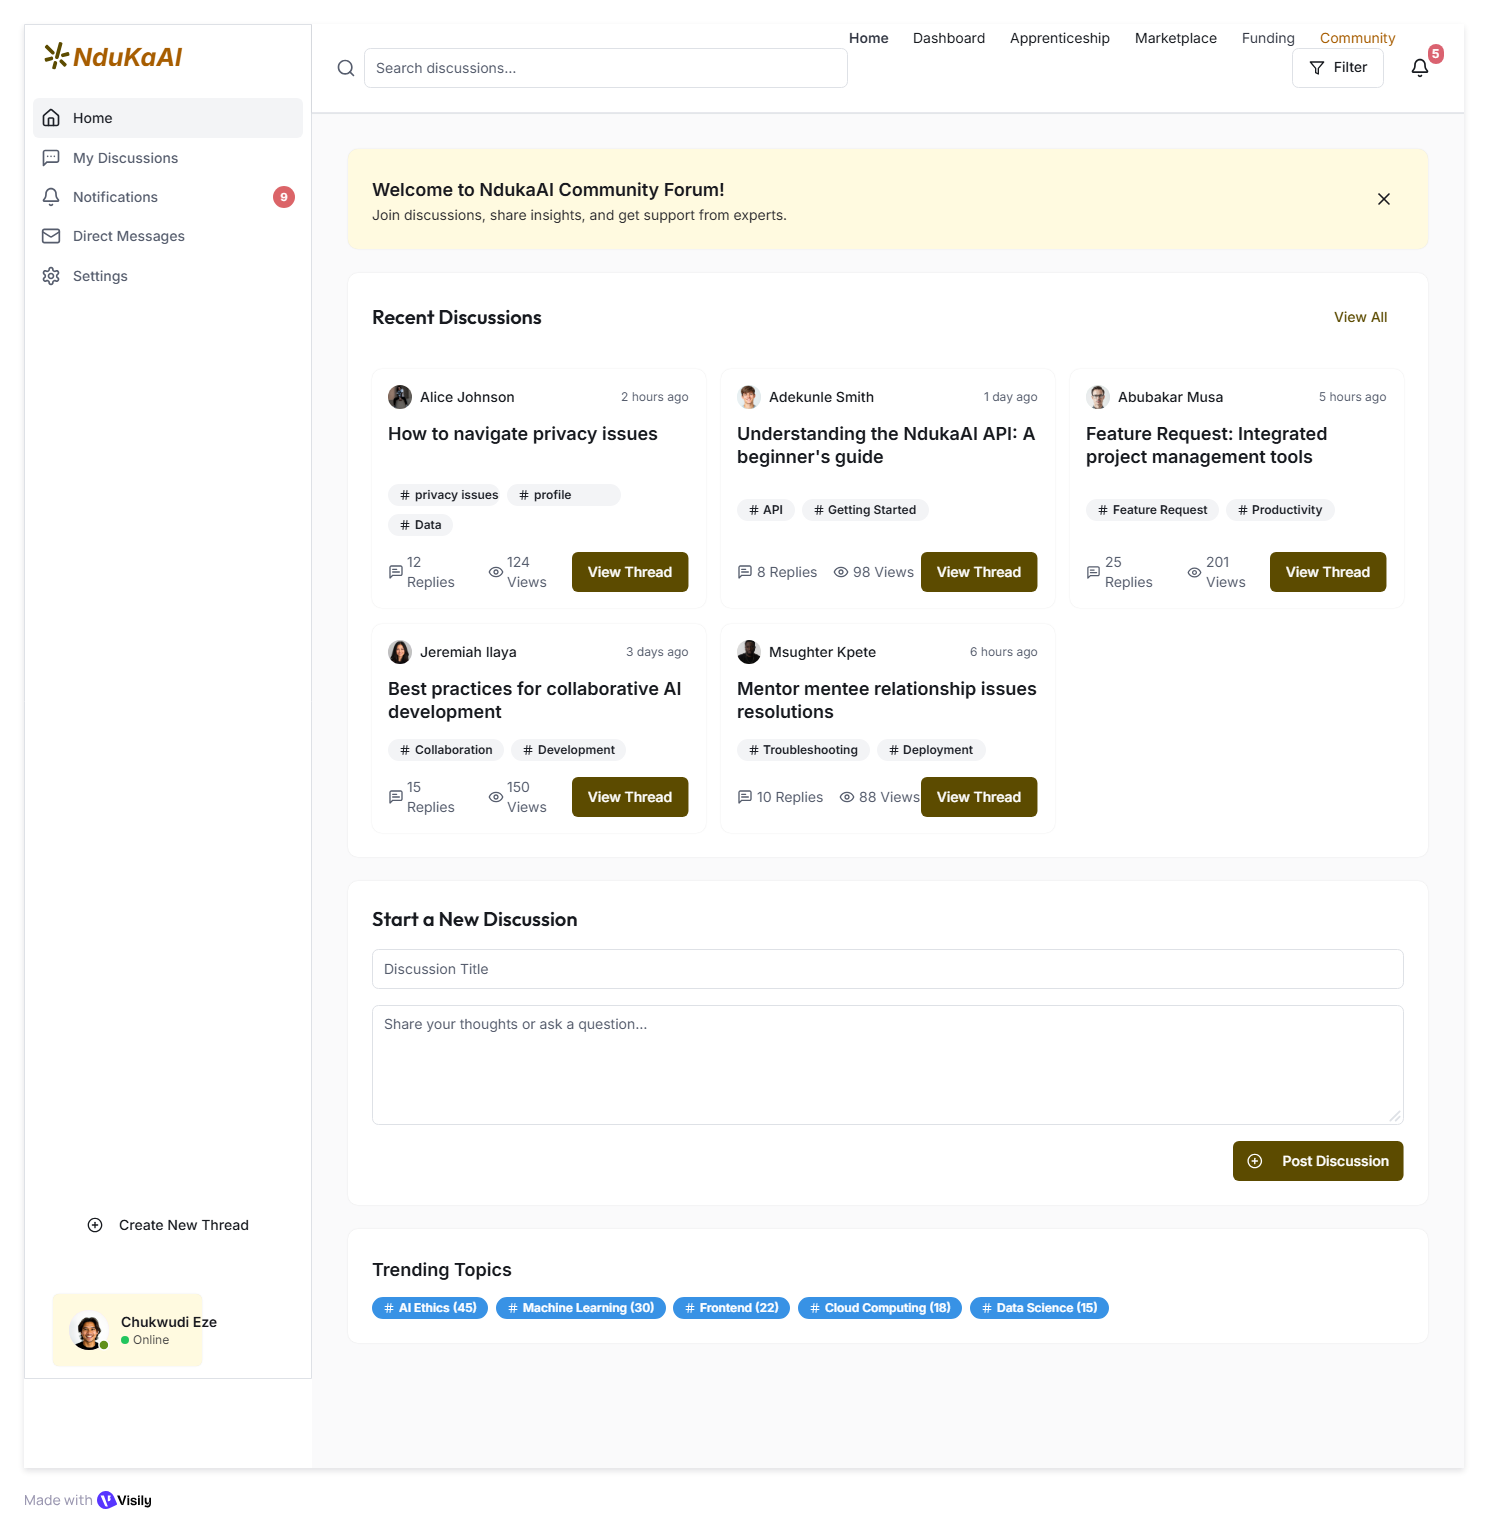 NduKaAI
Home
My Discussions
Notifications
9
Direct Messages
Settings
Create New Thread
Chukwudi Eze
Online
Home Dashboard Apprenticeship Marketplace Funding Community
Search discussions...
Filter
5
Welcome to NdukaAI Community Forum!
Join discussions, share insights, and get support from experts.
Recent Discussions
View All
Alice Johnson
2 hours ago
How to navigate privacy issues
# privacy issues
# profile
# Data
12
Replies
124
Views
View Thread
Adekunle Smith
1 day ago
Understanding the NdukaAI API: A
beginner's guide
# API
# Getting Started
8 Replies
98 Views
View Thread
Abubakar Musa
5 hours ago
Feature Request: Integrated
project management tools
# Feature Request
# Productivity
25
Replies
201
Views
View Thread
Jeremiah Ilaya
3 days ago
Best practices for collaborative AI
development
# Collaboration
# Development
15
Replies
150
Views
View Thread
Msughter Kpete
6 hours ago
Mentor mentee relationship issues
resolutions
# Troubleshooting
# Deployment
10 Replies
88 Views
View Thread
Start a New Discussion
Discussion Title
Share your thoughts or ask a question...
Post Discussion
Trending Topics
# AI Ethics (45)
# Machine Learning (30)
# Frontend (22)
# Cloud Computing (18)
# Data Science (15)
Made with Visily